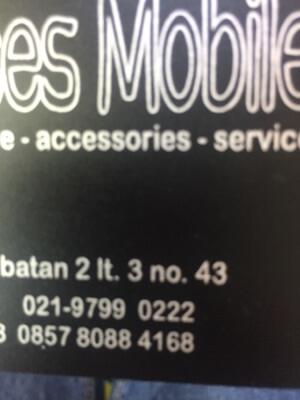 es Mobile
e - accessories - service
batan 2 lt. 3 no. 43
021-9799 0222
0857 8088 4168